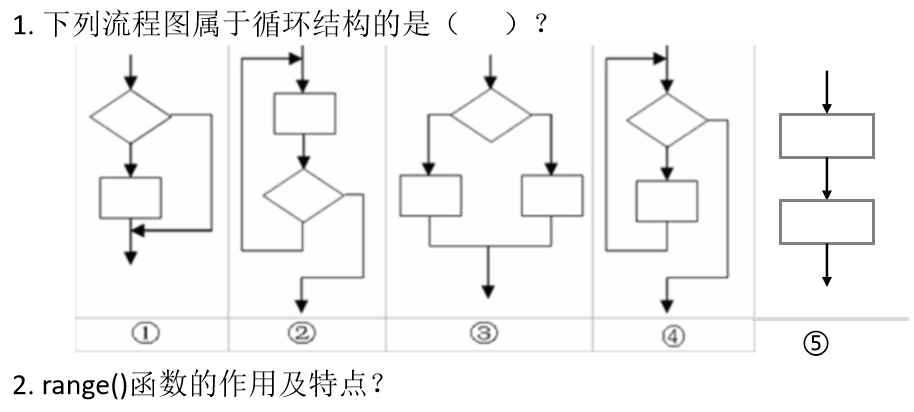 1. 下列流程图属于循环结构的是（　）？
① ② ③ ④ ⑤
2. range()函数的作用及特点？